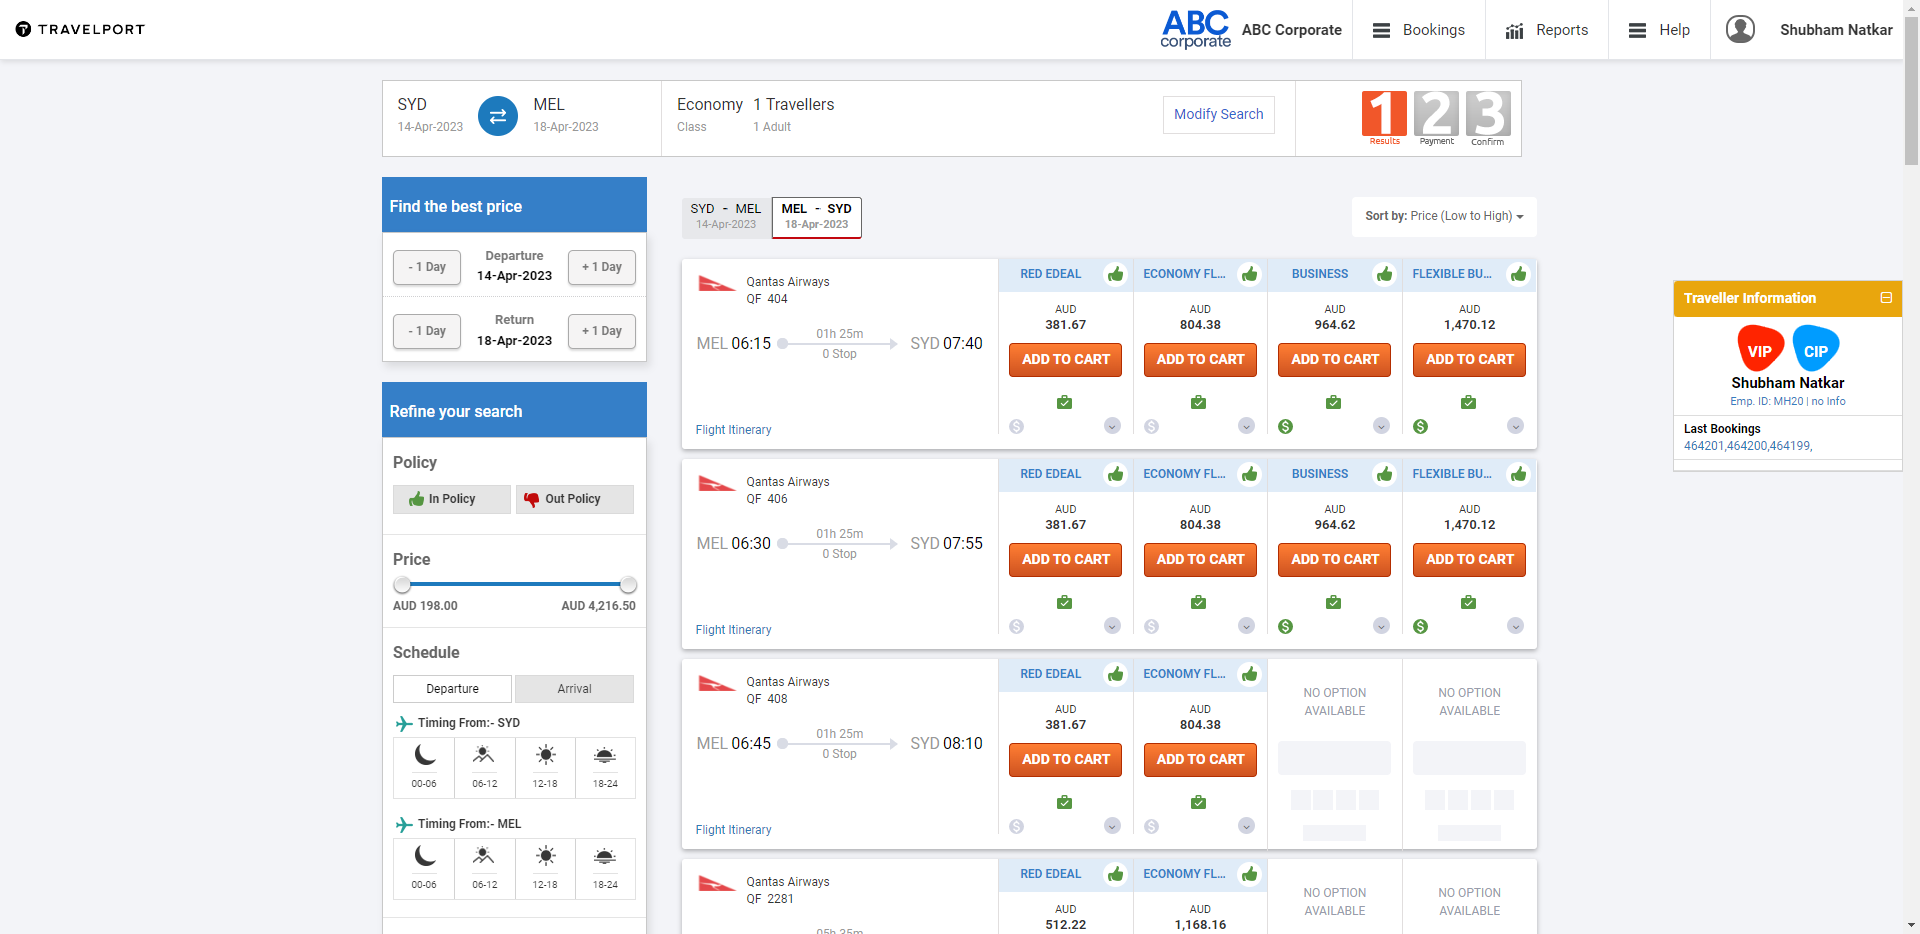 TRAVELPORT
ABC corporate
ABC Corporate
Bookings
Reports
Help
Shubham Natkar
SYD
14-Apr-2023
MEL
18-Apr-2023
Economy
Class
1 Travellers
1 Adult
Modify Search
1 2 3
Results Payment Confirm
Find the best price
- 1 Day
Departure
14-Apr-2023
+ 1 Day
- 1 Day
Return
18-Apr-2023
+ 1 Day
Refine your search
Policy
In Policy
Out Policy
Price
AUD 198.00
AUD 4,216.50
Schedule
Departure
Arrival
Timing From:- SYD
00-06 06-12 12-18 18-24
Timing From:- MEL
00-06 06-12 12-18 18-24
SYD - MEL
14-Apr-2023
MEL - SYD
18-Apr-2023
Sort by: Price (Low to High)
Qantas Airways
QF 404
MEL 06:15
01h 25m
0 Stop
SYD 07:40
Flight Itinerary
RED EDEAL
AUD
381.67
ADD TO CART
ECONOMY FL...
AUD
804.38
ADD TO CART
BUSINESS
AUD
964.62
ADD TO CART
FLEXIBLE BU...
AUD
1,470.12
ADD TO CART
Qantas Airways
QF 406
MEL 06:30
01h 25m
0 Stop
SYD 07:55
Flight Itinerary
RED EDEAL
AUD
381.67
ADD TO CART
ECONOMY FL...
AUD
804.38
ADD TO CART
BUSINESS
AUD
964.62
ADD TO CART
FLEXIBLE BU...
AUD
1,470.12
ADD TO CART
Qantas Airways
QF 408
MEL 06:45
01h 25m
0 Stop
SYD 08:10
Flight Itinerary
RED EDEAL
AUD
381.67
ADD TO CART
ECONOMY FL...
AUD
804.38
ADD TO CART
NO OPTION
AVAILABLE
NO OPTION
AVAILABLE
Qantas Airways
QF 2281
05h 35m
RED EDEAL
AUD
512.22
ECONOMY FL...
AUD
1,168.16
NO OPTION
AVAILABLE
NO OPTION
AVAILABLE
Traveller Information
VIP CIP
Shubham Natkar
Emp. ID: MH20 | no Info
Last Bookings
464201,464200,464199,